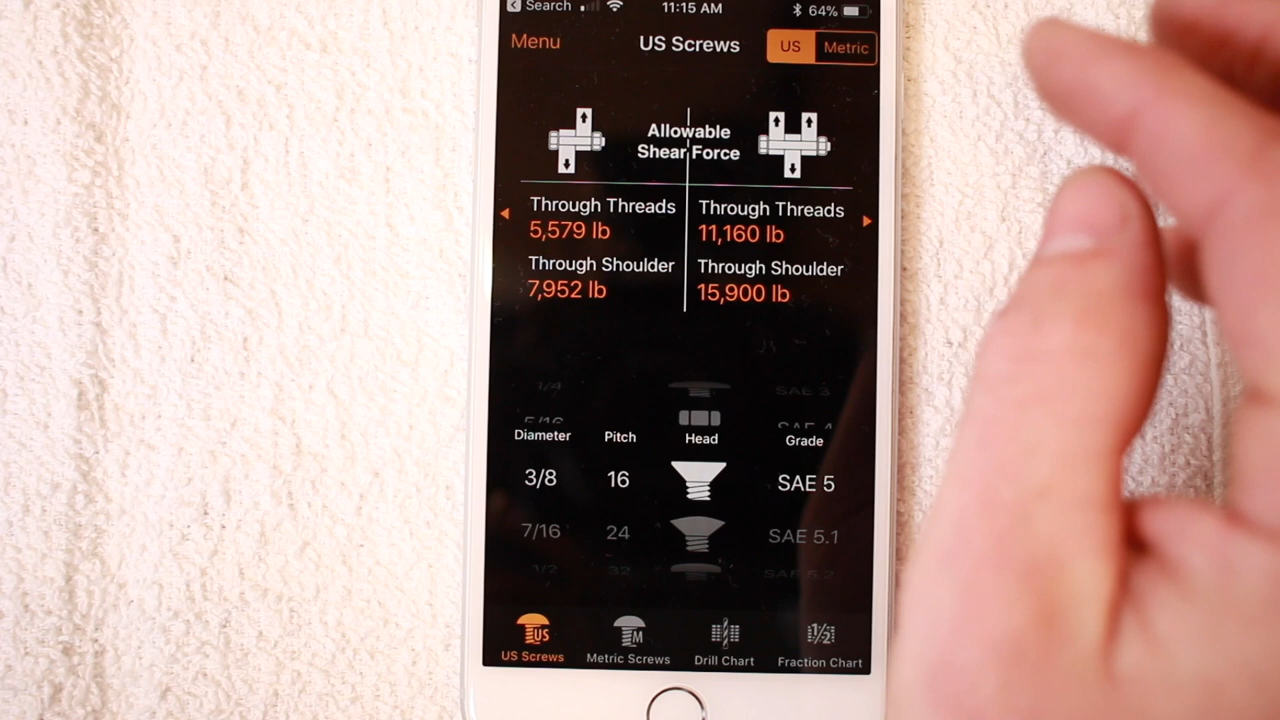 Search 11:15 AM 64%
Menu US Screws US Metric
Allowable
Shear Force
Through Threads Through Threads
5,579 lb 11,160 lb
Through Shoulder Through Shoulder
7,952 lb 15,900 lb
1/4 SAE 3
5/16 SAE 4
Diameter Pitch Head Grade
3/8 16 SAE 5
7/16 24 SAE 5.1
1/2 32 SAE 5.2
US M 1/2
US Screws Metric Screws Drill Chart Fraction Chart